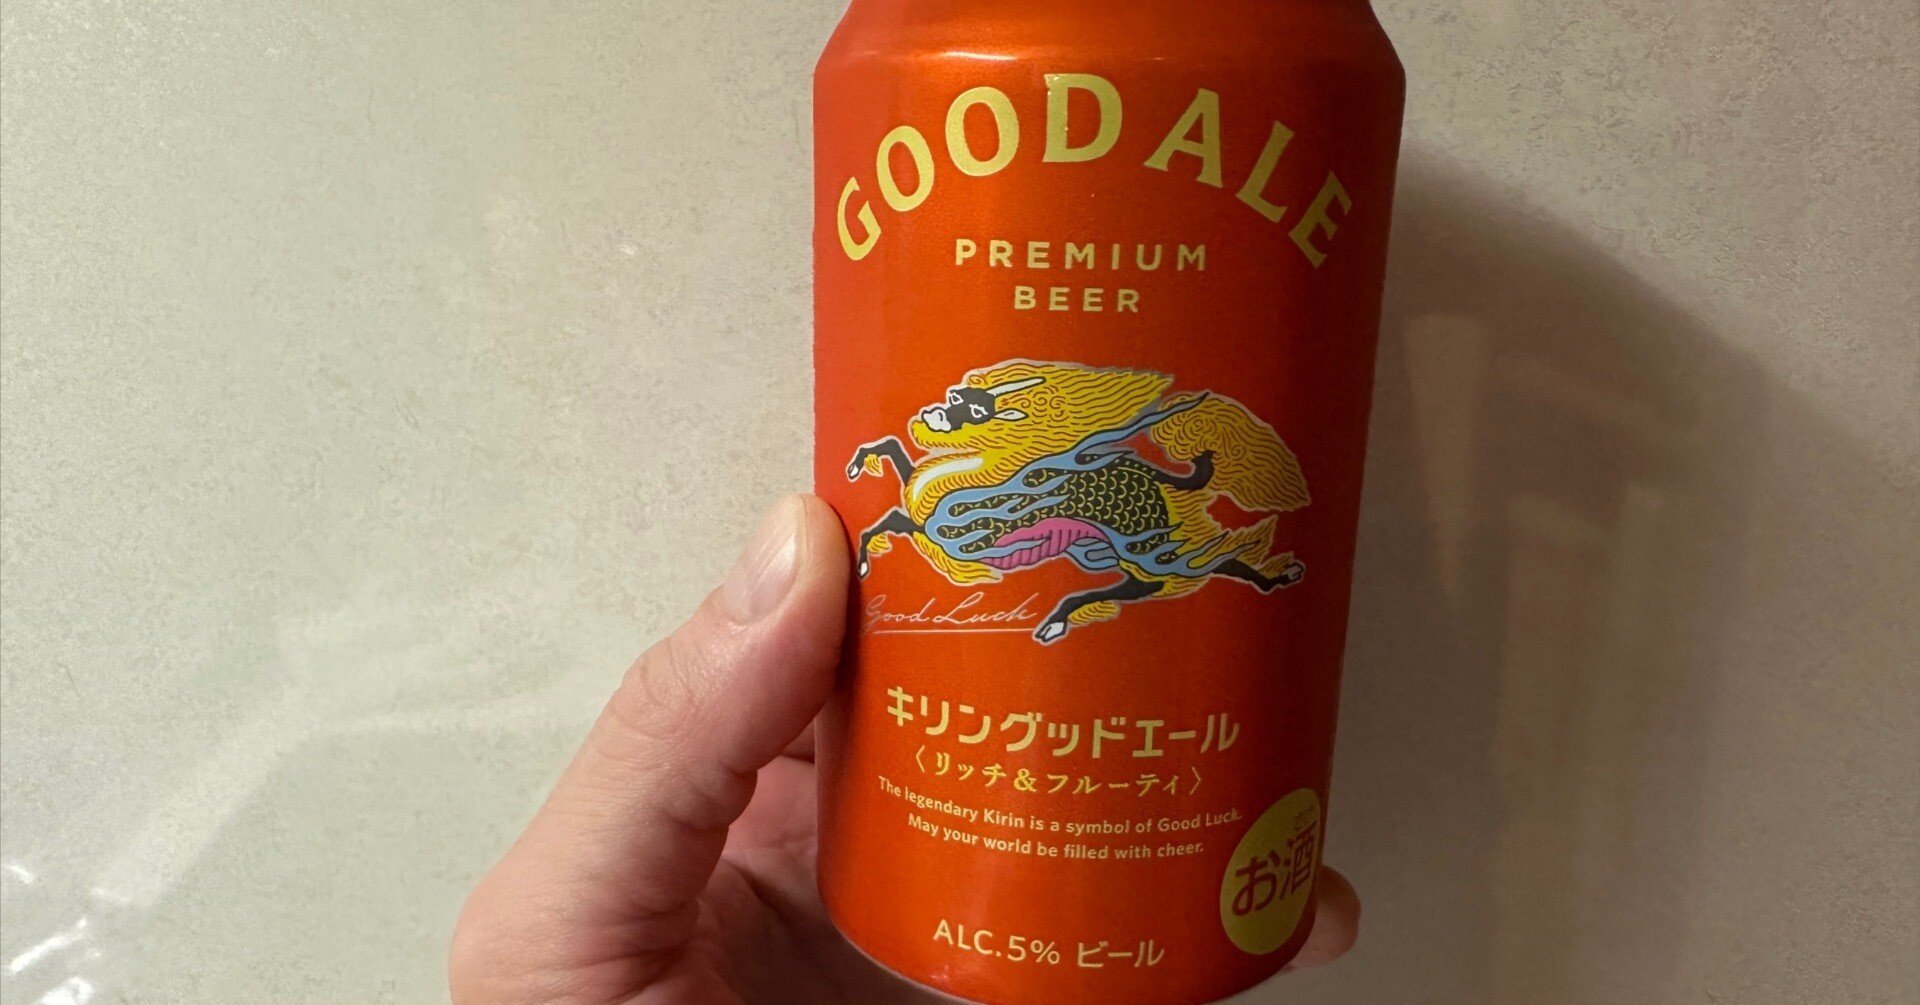 GOOD ALE
PREMIUM
BEER
Good Luck
キリングッドエール
〈リッチ&フルーティ〉
The legendary Kirin is a symbol of Good Luck.
May your world be filled with cheer.
お酒
ALC.5% ビール